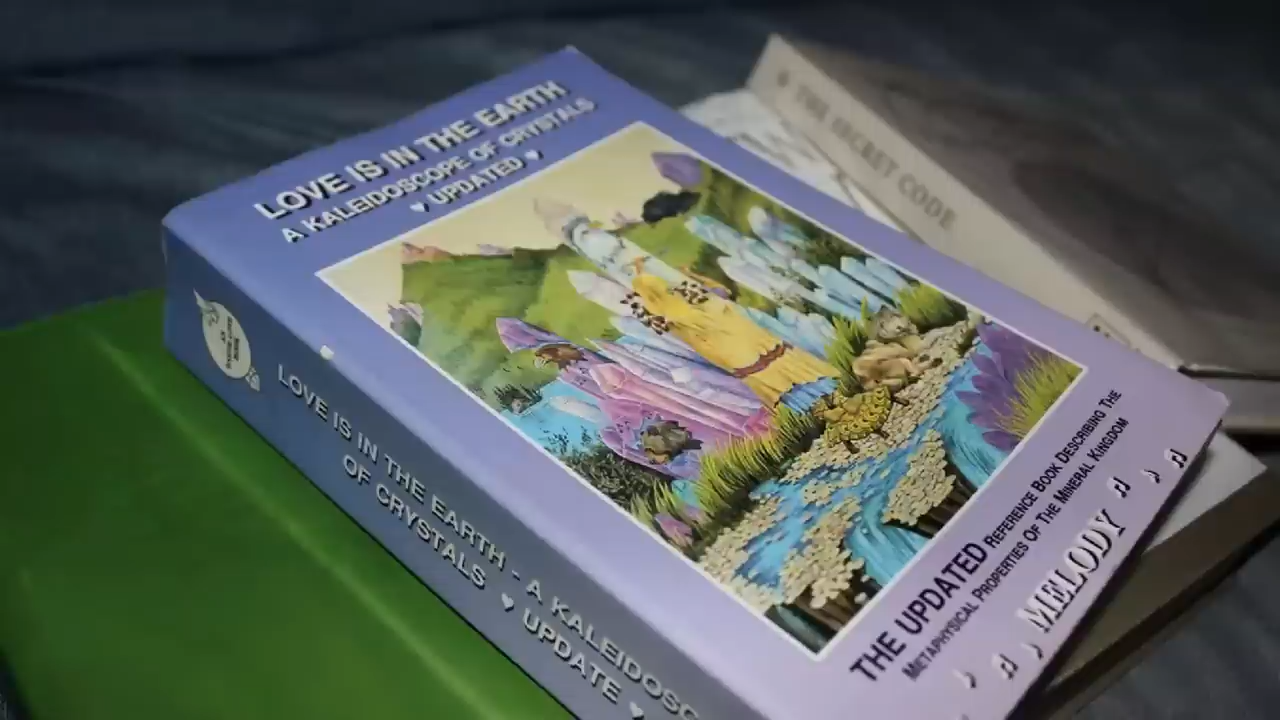 LOVE IS IN THE EARTH
A KALEIDOSCOPE OF CRYSTALS
♥ UPDATED ♥
THE UPDATED REFERENCE BOOK DESCRIBING THE
METAPHYSICAL PROPERTIES OF THE MINERAL KINGDOM
MELODY
LOVE IS IN THE EARTH - A KALEIDOSC
OF CRYSTALS ♥ UPDATE ♥
THE SECRET CODE